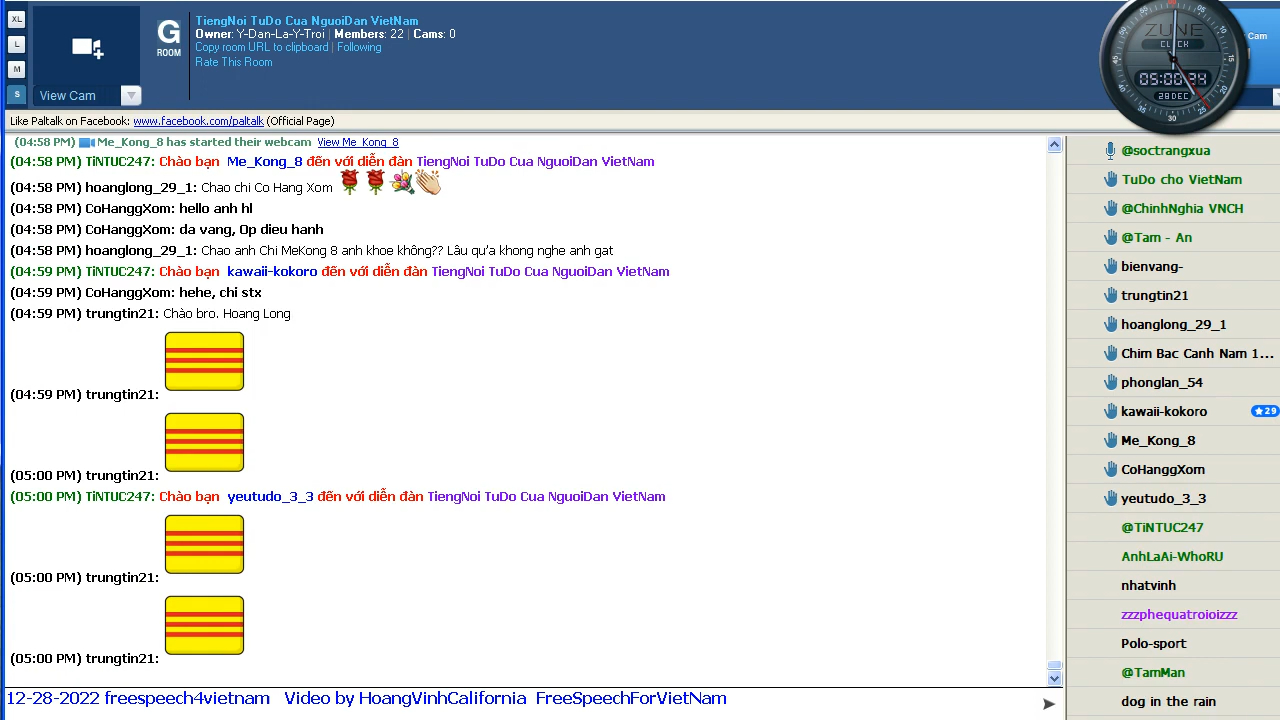 XL
L
M
S
View Cam
G
ROOM
TiengNoi TuDo Cua NguoiDan VietNam
Owner: Y-Dan-La-Y-Troi | Members: 22 | Cams: 0
Copy room URL to clipboard | Following
Rate This Room
ZUNE
CLICK
05:00 34
28DEC
Cam
Like Paltalk on Facebook: www.facebook.com/paltalk (Official Page)
(04:58 PM) Me_Kong_8 has started their webcam View Me_Kong_8
(04:58 PM) TiNTUC247: Chào bạn Me_Kong_8 đến với diễn đàn TiengNoi TuDo Cua NguoiDan VietNam
(04:58 PM) hoanglong_29_1: Chao chi Co Hang Xom
(04:58 PM) CoHanggXom: hello anh hl
(04:58 PM) CoHanggXom: da vang, Op dieu hanh
(04:58 PM) hoanglong_29_1: Chao anh Chi MeKong 8 anh khoe không?? Lâu qư'a khong nghe anh gat
(04:59 PM) TiNTUC247: Chào bạn kawaii-kokoro đến với diễn đàn TiengNoi TuDo Cua NguoiDan VietNam
(04:59 PM) CoHanggXom: hehe, chi stx
(04:59 PM) trungtin21: Chào bro. Hoang Long
(04:59 PM) trungtin21:
(05:00 PM) trungtin21:
(05:00 PM) TiNTUC247: Chào bạn yeutudo_3_3 đến với diễn đàn TiengNoi TuDo Cua NguoiDan VietNam
(05:00 PM) trungtin21:
(05:00 PM) trungtin21:
12-28-2022 freespeech4vietnam Video by HoangVinhCalifornia FreeSpeechForVietNam
@soctrangxua
TuDo cho VietNam
@ChinhNghia VNCH
@Tam - An
bienvang-
trungtin21
hoanglong_29_1
Chim Bac Canh Nam 1...
phonglan_54
kawaii-kokoro 29
Me_Kong_8
CoHanggXom
yeutudo_3_3
@TiNTUC247
AnhLaAi-WhoRU
nhatvinh
zzzphequatroioizzz
Polo-sport
@TamMan
dog in the rain